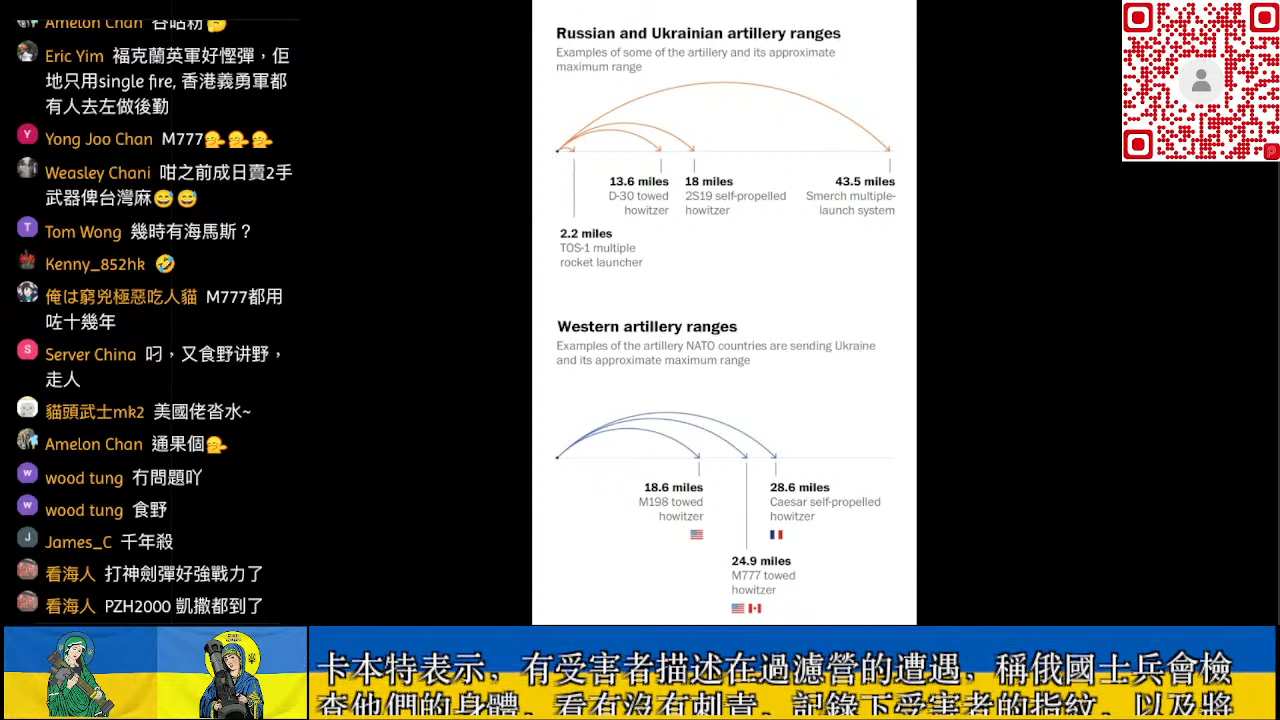 Amelon Chan
Eric Yim 福克蘭英軍好慳彈，佢
地只用single fire, 香港義勇軍都
有人去左做後勤
Yong Joo Chan M777
Weasley Chani 咁之前成日賣2手
武器俾台灣麻
Tom Wong 幾時有海馬斯？
Kenny_852hk
俺は窮兇極惡吃人貓 M777都用
咗十幾年
Server China 叼，又食野讲野，
走人
貓頭武士mk2 美國佬沓水~
Amelon Chan 通果個
wood tung 冇問題吖
wood tung 食野
James_C 千年殺
看海人 打神劍彈好強戰力了
看海人 PZH2000 凱撒都到了
Russian and Ukrainian artillery ranges
Examples of some of the artillery and its approximate
maximum range
13.6 miles
D-30 towed
howitzer
18 miles
2S19 self-propelled
howitzer
43.5 miles
Smerch multiple-
launch system
2.2 miles
TOS-1 multiple
rocket launcher
Western artillery ranges
Examples of the artillery NATO countries are sending Ukraine
and its approximate maximum range
18.6 miles
M198 towed
howitzer
28.6 miles
Caesar self-propelled
howitzer
24.9 miles
M777 towed
howitzer
卡本特表示，有受害者描述在過濾營的遭遇，稱俄國士兵會檢
查他們的身體，看有沒有刺青，記錄下受害者的指紋，以及將